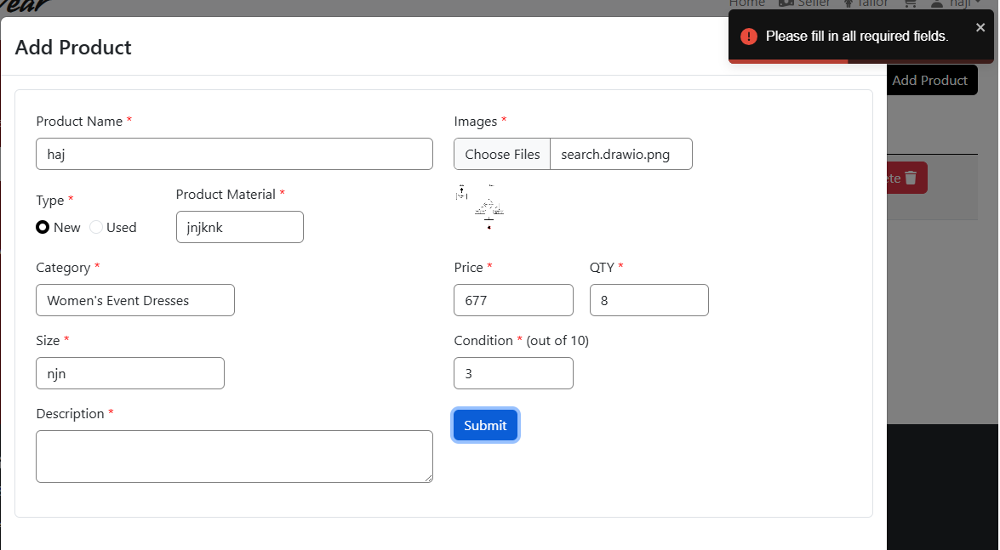 Home Seller Tailor haji
Please fill in all required fields.
Add Product
Add Product
Product Name *
haj
Images *
Choose Files search.drawio.png
Type *
New Used
Product Material *
jnjknk
Category *
Women's Event Dresses
Price *
677
QTY *
8
Size *
njn
Condition * (out of 10)
3
Description *
Submit